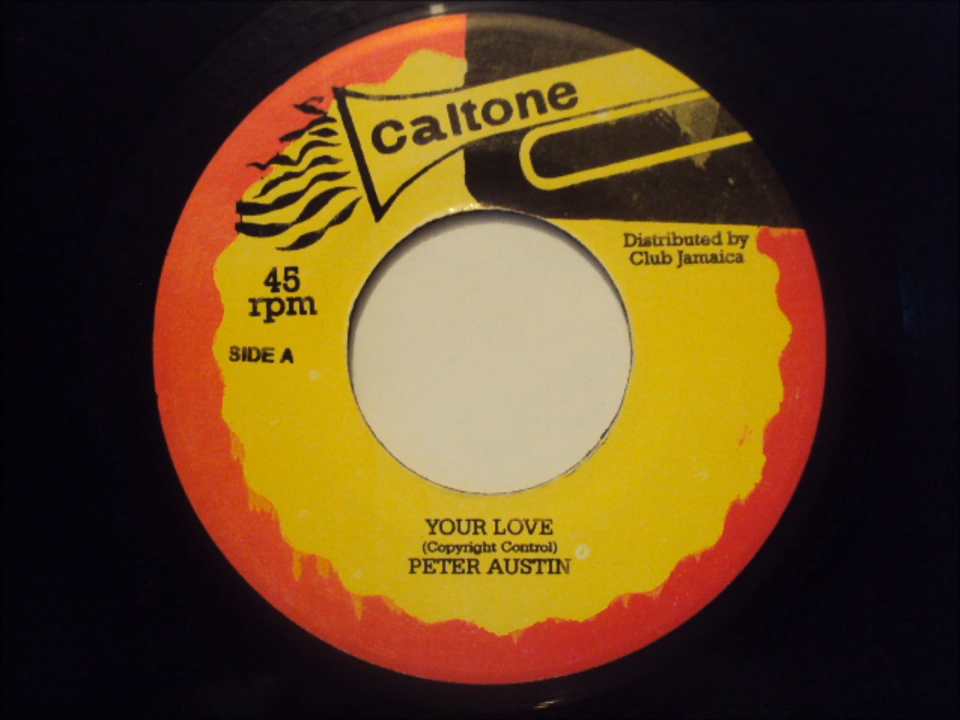 caltone
Distributed by
Club Jamaica
45
rpm
SIDE A
YOUR LOVE
(Copyright Control)
PETER AUSTIN